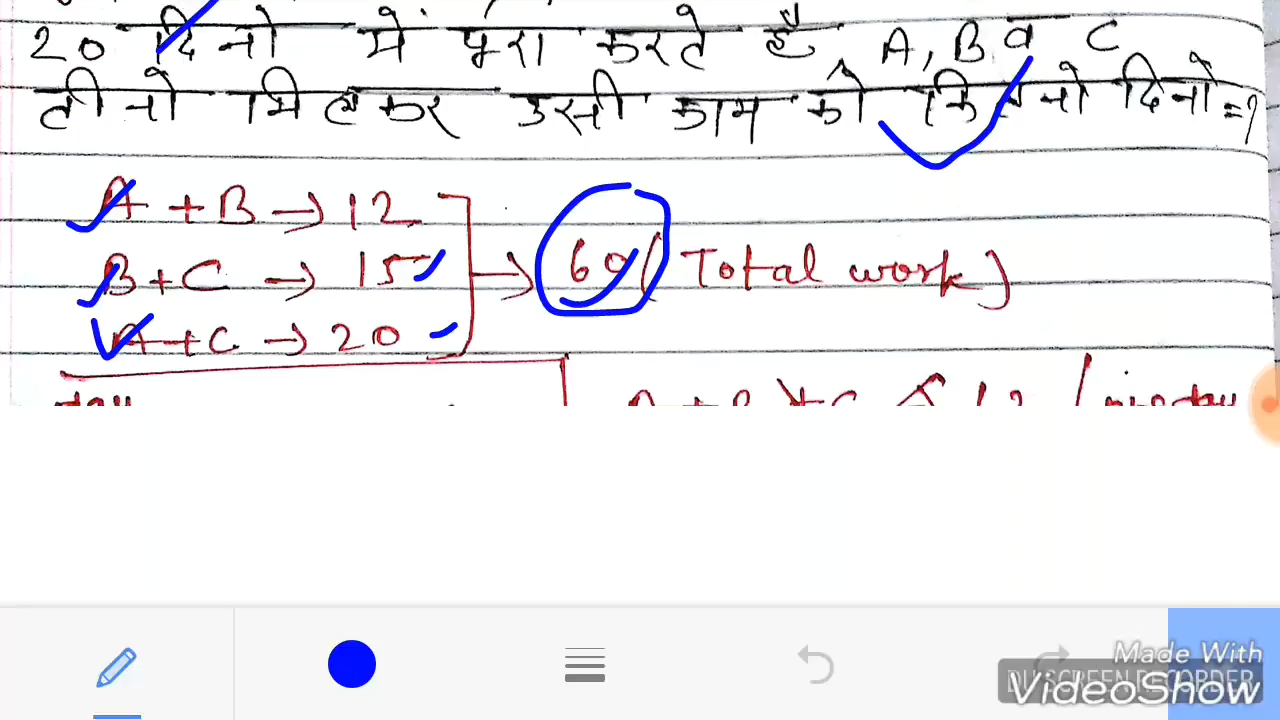 20 दिनो में पूरा करते है A, B व C
तीनो मिलकर उसी काम को कितनो दिनो = ?
A + B → 12
B + C → 15
A + C → 20
60 ( Total work )
Made With
VideoShow